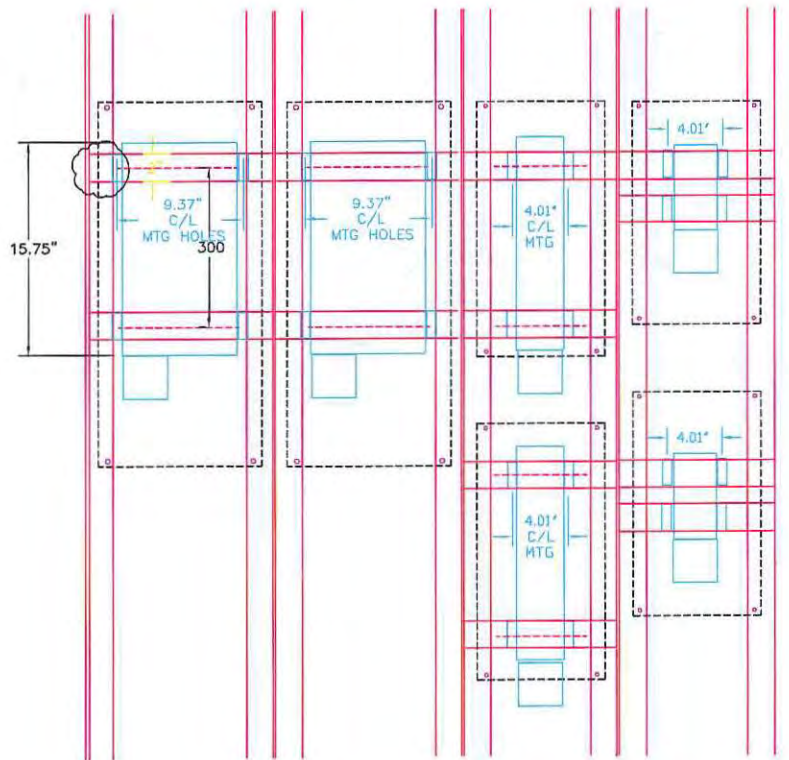 4.01"
9.37"
C/L
MTG HOLES
9.37"
C/L
MTG HOLES
4.01"
C/L
MTG
15.75"
300
4.01"
4.01"
C/L
MTG